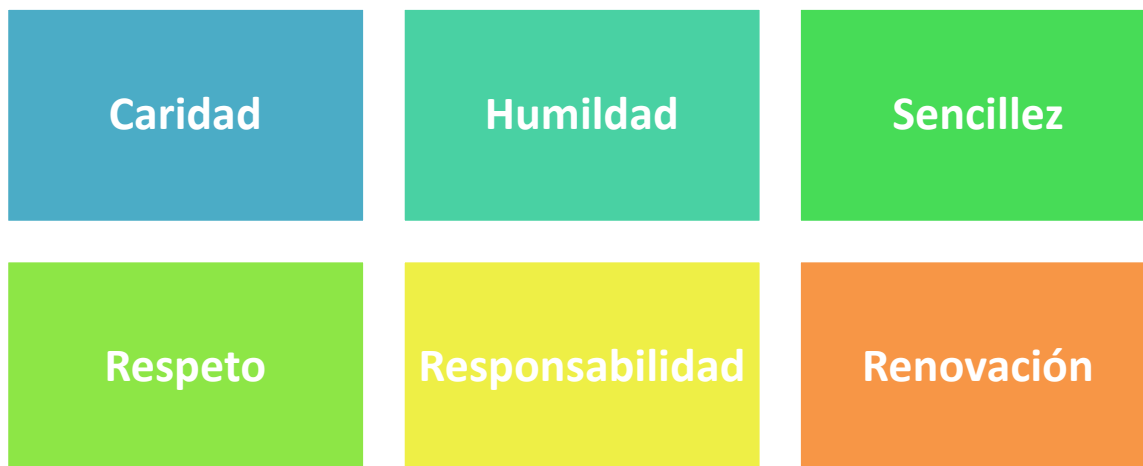 Caridad
Humildad
Sencillez
Respeto
Responsabilidad
Renovación